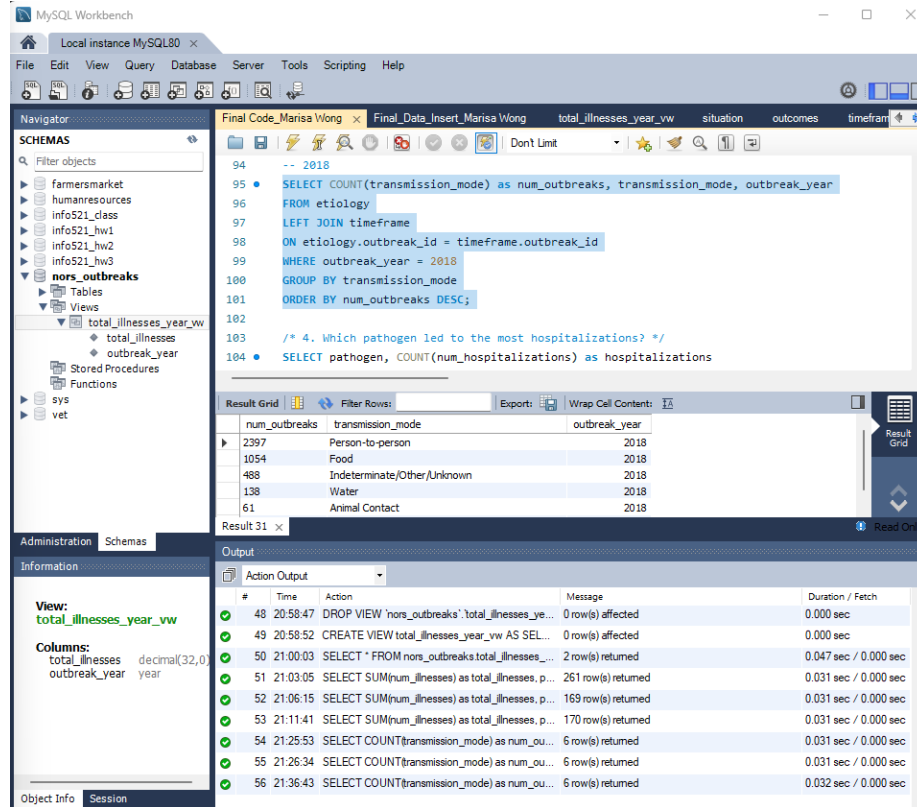 MySQL Workbench
Local instance MySQL80 ×
File Edit View Query Database Server Tools Scripting Help
Navigator
SCHEMAS
Filter objects
farmersmarket
humanresources
info521_class
info521_hw1
info521_hw2
info521_hw3
nors_outbreaks
Tables
Views
total_illnesses_year_vw
total_illnesses
outbreak_year
Stored Procedures
Functions
sys
vet
Administration Schemas
Information
View:
total_illnesses_year_vw
Columns:
total_illnesses decimal(32,0)
outbreak_year year
Object Info Session
Final Code_Marisa Wong × Final_Data_Insert_Marisa Wong total_illnesses_year_vw situation outcomes timefram
Don't Limit
94 -- 2018
95 SELECT COUNT(transmission_mode) as num_outbreaks, transmission_mode, outbreak_year
96 FROM etiology
97 LEFT JOIN timeframe
98 ON etiology.outbreak_id = timeframe.outbreak_id
99 WHERE outbreak_year = 2018
100 GROUP BY transmission_mode
101 ORDER BY num_outbreaks DESC;
102
103 /* 4. Which pathogen led to the most hospitalizations? */
104 SELECT pathogen, COUNT(num_hospitalizations) as hospitalizations
Result Grid Filter Rows: Export: Wrap Cell Content:
num_outbreaks transmission_mode outbreak_year
2397 Person-to-person 2018
1054 Food 2018
488 Indeterminate/Other/Unknown 2018
138 Water 2018
61 Animal Contact 2018
Result
Grid
Result 31 × Read On
Output
Action Output
# Time Action Message Duration / Fetch
48 20:58:47 DROP VIEW `nors_outbreaks`.`total_illnesses_ye... 0 row(s) affected 0.000 sec
49 20:58:52 CREATE VIEW total_illnesses_year_vw AS SEL... 0 row(s) affected 0.000 sec
50 21:00:03 SELECT * FROM nors_outbreaks.total_illnesses_... 2 row(s) returned 0.047 sec / 0.000 sec
51 21:03:05 SELECT SUM(num_illnesses) as total_illnesses, p... 261 row(s) returned 0.031 sec / 0.000 sec
52 21:06:15 SELECT SUM(num_illnesses) as total_illnesses, p... 169 row(s) returned 0.031 sec / 0.000 sec
53 21:11:41 SELECT SUM(num_illnesses) as total_illnesses, p... 170 row(s) returned 0.031 sec / 0.000 sec
54 21:25:53 SELECT COUNT(transmission_mode) as num_ou... 6 row(s) returned 0.031 sec / 0.000 sec
55 21:26:34 SELECT COUNT(transmission_mode) as num_ou... 6 row(s) returned 0.031 sec / 0.000 sec
56 21:36:43 SELECT COUNT(transmission_mode) as num_ou... 6 row(s) returned 0.032 sec / 0.000 sec